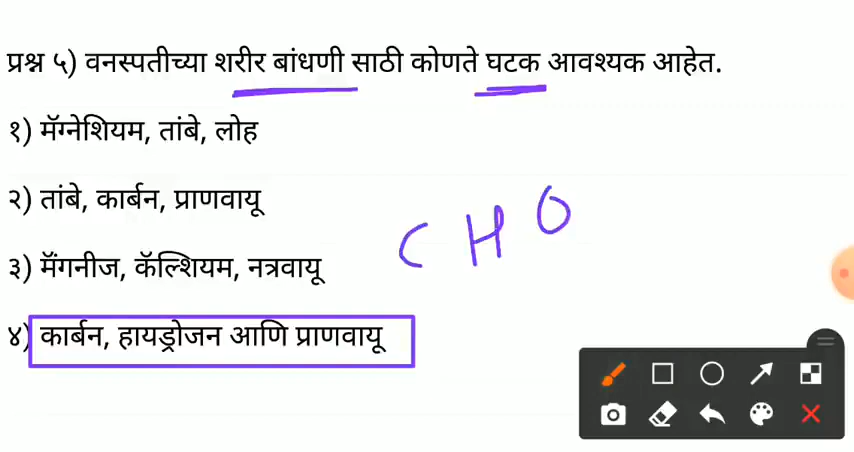 प्रश्न ५) वनस्पतीच्या शरीर बांधणी साठी कोणते घटक आवश्यक आहेत.
१) मॅग्नेशियम, तांबे, लोह
२) तांबे, कार्बन, प्राणवायू
C H O
३) मॅंगनीज, कॅल्शियम, नत्रवायू
४) कार्बन, हायड्रोजन आणि प्राणवायू